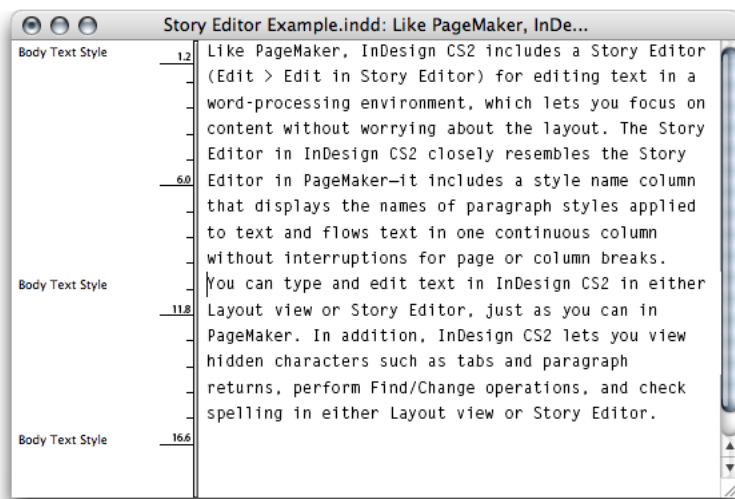 Story Editor Example.indd: Like PageMaker, InDe...
Body Text Style
1.2
Like PageMaker, InDesign CS2 includes a Story Editor
(Edit > Edit in Story Editor) for editing text in a
word-processing environment, which lets you focus on
content without worrying about the layout. The Story
Editor in InDesign CS2 closely resembles the Story
6.0
Editor in PageMaker—it includes a style name column
that displays the names of paragraph styles applied
to text and flows text in one continuous column
without interruptions for page or column breaks.
Body Text Style
You can type and edit text in InDesign CS2 in either
11.8
Layout view or Story Editor, just as you can in
PageMaker. In addition, InDesign CS2 lets you view
hidden characters such as tabs and paragraph
returns, perform Find/Change operations, and check
spelling in either Layout view or Story Editor.
Body Text Style
16.6